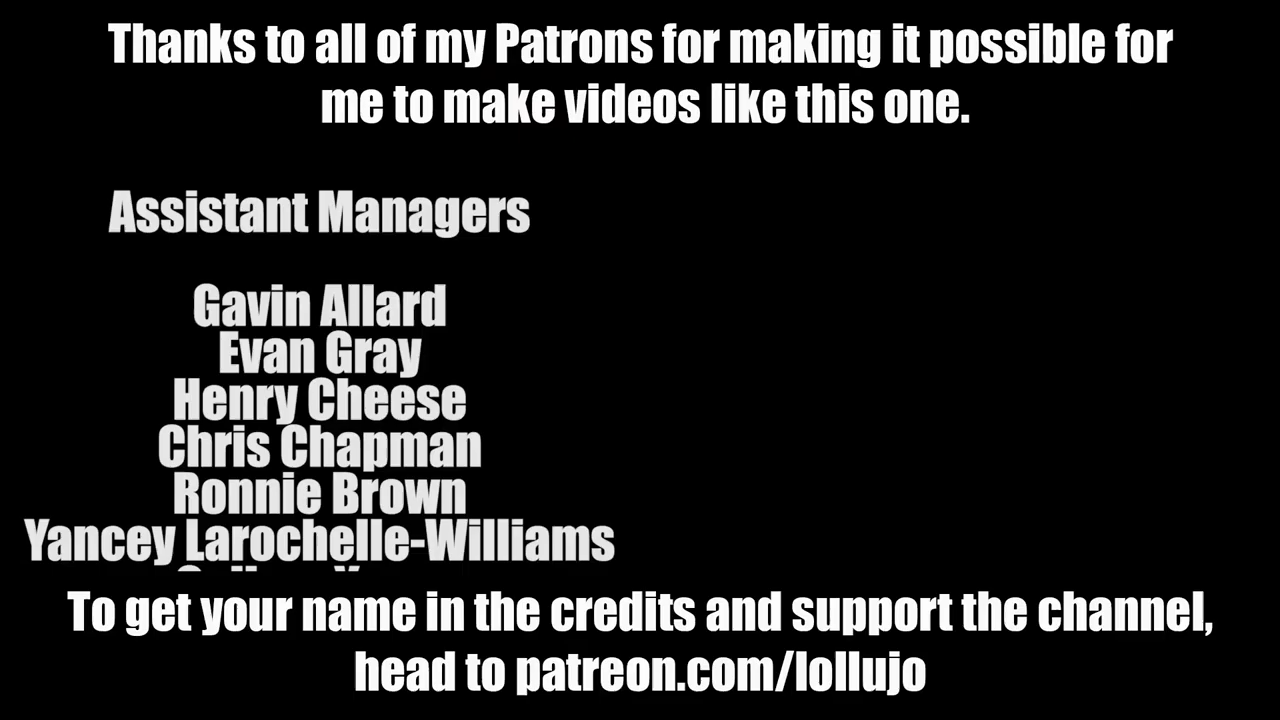 Thanks to all of my Patrons for making it possible for
me to make videos like this one.
Assistant Managers
Gavin Allard
Evan Gray
Henry Cheese
Chris Chapman
Ronnie Brown
Yancey Larochelle-Williams
To get your name in the credits and support the channel,
head to patreon.com/lollujo